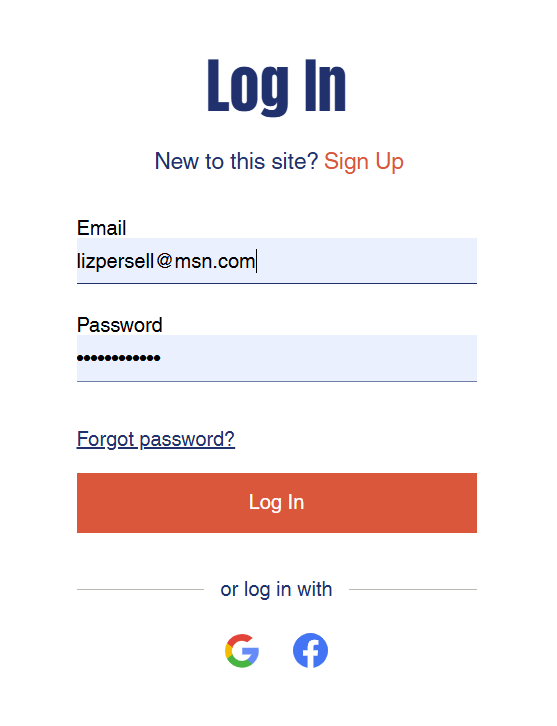 Log In
New to this site? Sign Up
Email
lizpersell@msn.com
Password
••••••••••••
Forgot password?
Log In
or log in with